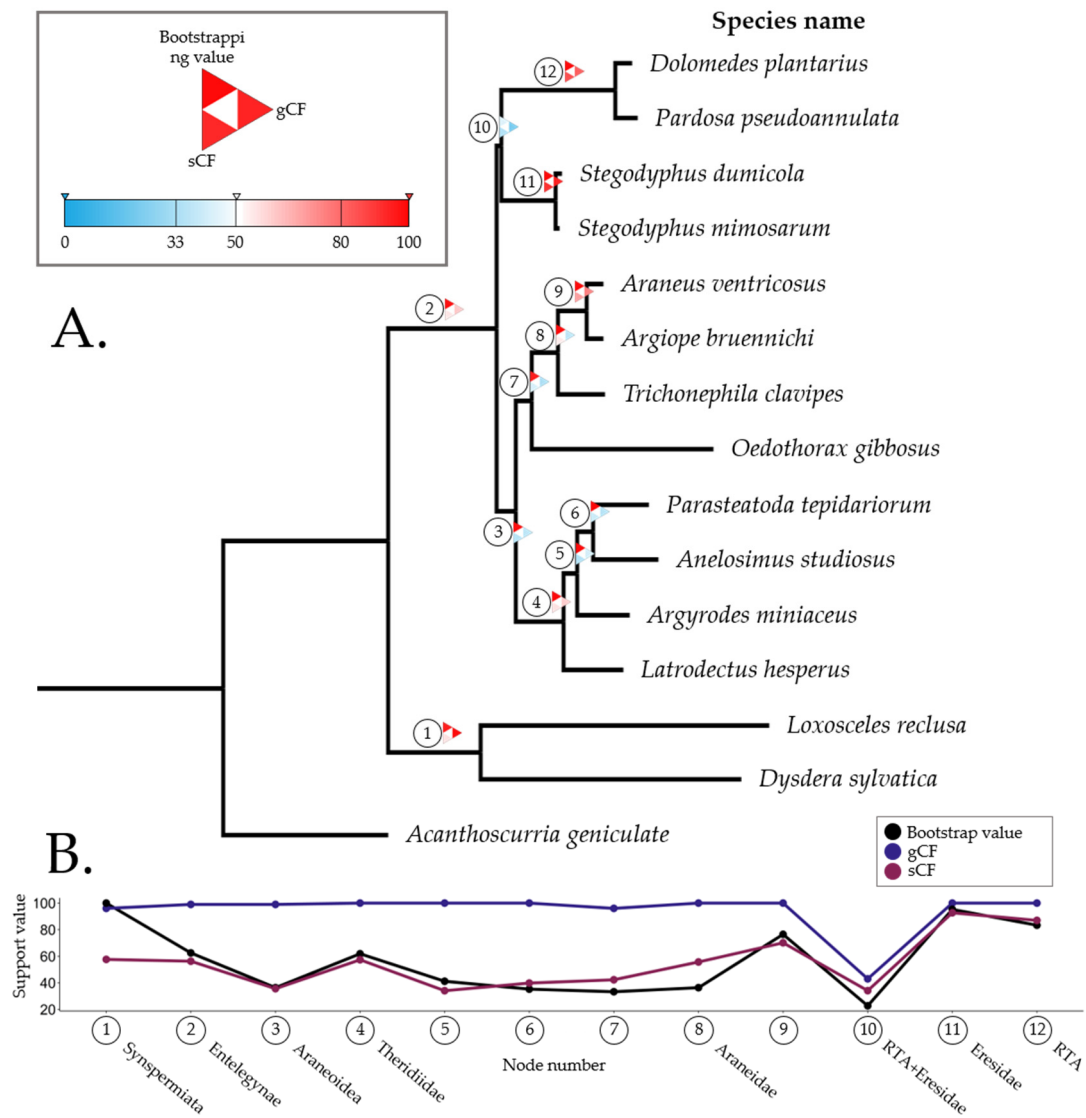 Species name
Bootstrappi
ng value
gCF
sCF
0 33 50 80 100
A.
12
Dolomedes plantarius
Pardosa pseudoannulata
10
11
Stegodyphus dumicola
Stegodyphus mimosarum
2
9
Araneus ventricosus
8
Argiope bruennichi
7
Trichonephila clavipes
Oedothorax gibbosus
3
6
Parasteatoda tepidariorum
5
Anelosimus studiosus
4
Argyrodes miniaceus
Latrodectus hesperus
1
Loxosceles reclusa
Dysdera sylvatica
Acanthoscurria geniculate
B.
Bootstrap value
gCF
sCF
Support value
100
80
60
40
20
1 2 3 4 5 6 7 8 9 10 11 12
Synspermiata
Entelegynae
Araneoidea
Theridiidae
Node number
Araneidae
RTA+Eresidae
Eresidae
RTA